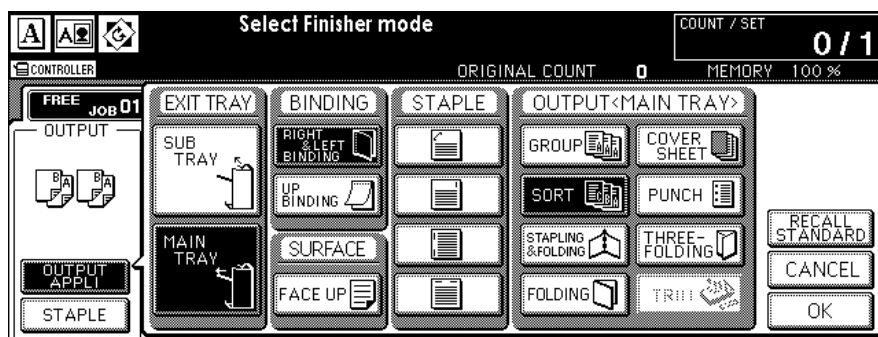 Select Finisher mode
COUNT / SET
0 / 1
A A
CONTROLLER
ORIGINAL COUNT 0 MEMORY 100 %
FREE JOB 01
OUTPUT
B A B A
OUTPUT APPLI
STAPLE
EXIT TRAY
SUB
TRAY
MAIN
TRAY
BINDING
RIGHT
&LEFT
BINDING
UP
BINDING
SURFACE
FACE UP
STAPLE
OUTPUT<MAIN TRAY>
GROUP
COVER
SHEET
SORT
PUNCH
STAPLING
&FOLDING
THREE-
FOLDING
FOLDING
TRIM
RECALL
STANDARD
CANCEL
OK